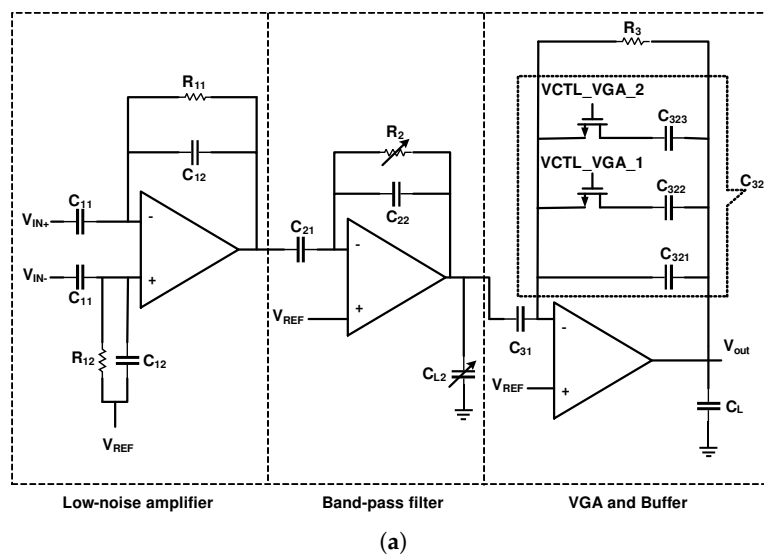 R11
C12
C11
VIN+
-
VIN-
C11
+
R12
C12
VREF
Low-noise amplifier
R2
C22
C21
-
VREF
+
CL2
Band-pass filter
R3
VCTL_VGA_2
C323
VCTL_VGA_1
C322
C32
C321
C31
-
VREF
+
Vout
CL
VGA and Buffer
(a)